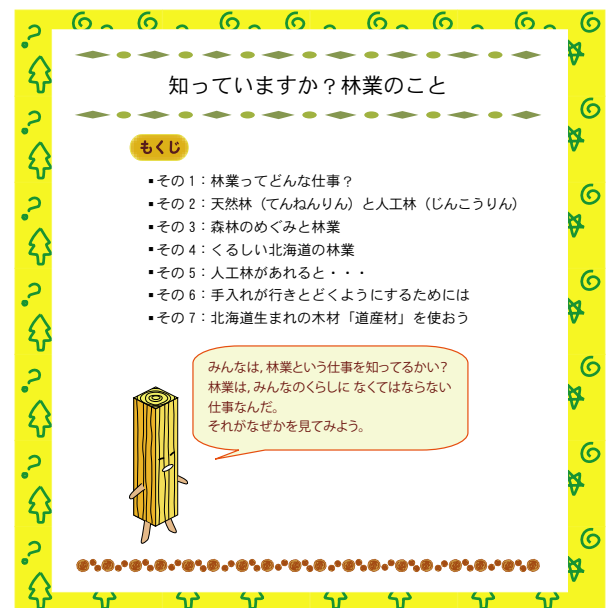 知っていますか？林業のこと
もくじ
▪その1：林業ってどんな仕事？
▪その2：天然林（てんねんりん）と人工林（じんこうりん）
▪その3：森林のめぐみと林業
▪その4：くるしい北海道の林業
▪その5：人工林があれると・・・
▪その6：手入れが行きとどくようにするためには
▪その7：北海道生まれの木材「道産材」を使おう
みんなは,林業という仕事を知ってるかい?
林業は,みんなのくらしに なくてはならない
仕事なんだ。
それがなぜかを見てみよう。